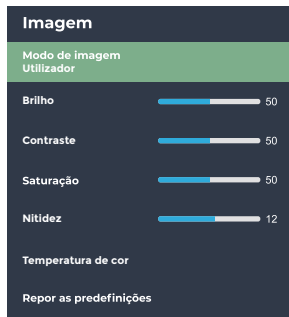 Imagem
Modo de imagem
Utilizador
Brilho 50
Contraste 50
Saturação 50
Nitidez 12
Temperatura de cor
Repor as predefinições